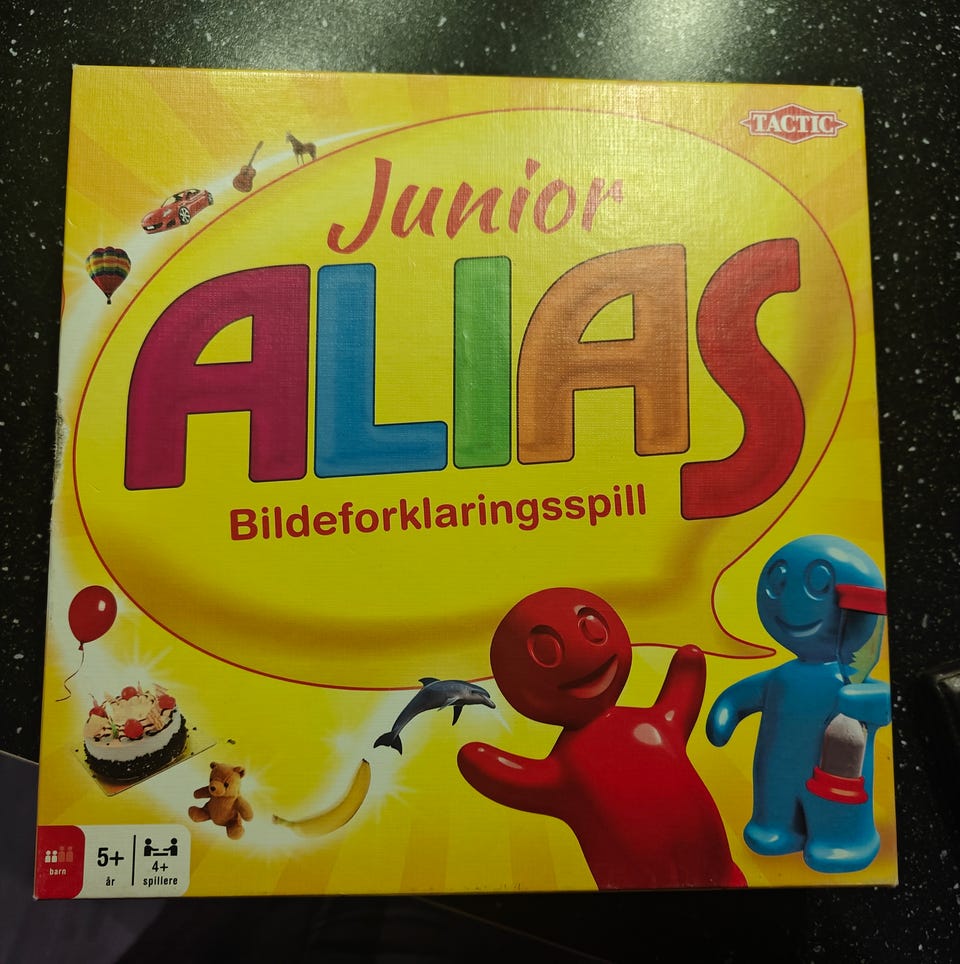 TACTIC
Junior
ALIAS
Bildeforklaringsspill
barn
5+
år
4+
spillere